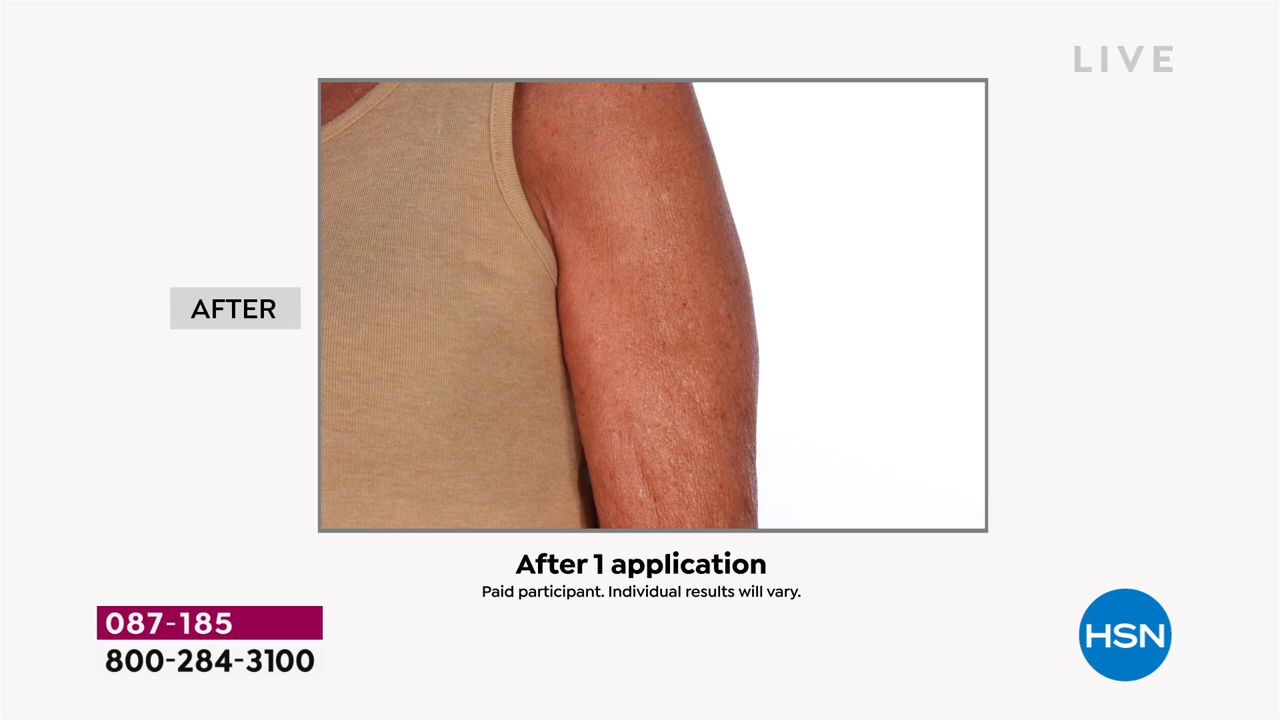 LIVE
AFTER
After 1 application
Paid participant. Individual results will vary.
087-185
800-284-3100
HSN